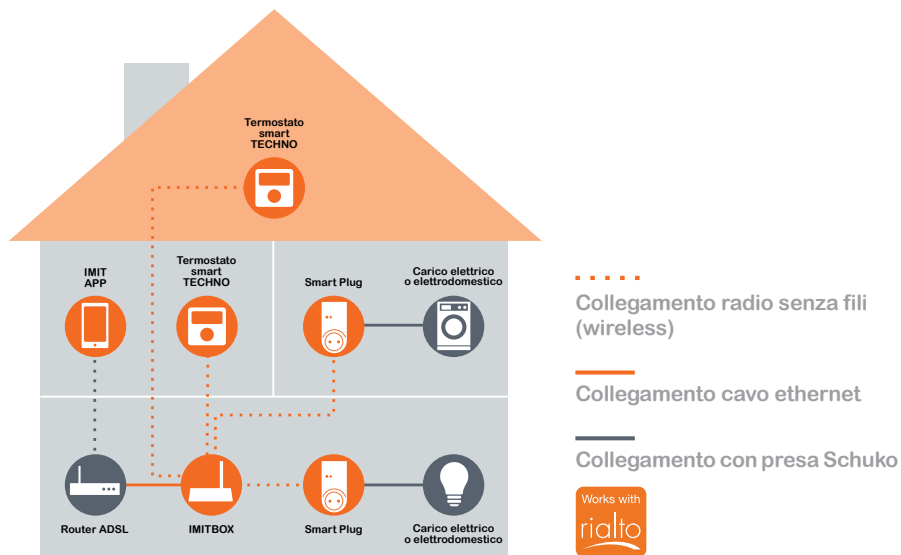 Termostato
smart
TECHNO
IMIT
APP
Termostato
smart
TECHNO
Smart Plug
Carico elettrico
o elettrodomestico
Router ADSL
IMITBOX
Smart Plug
Carico elettrico
o elettrodomestico
Collegamento radio senza fili
(wireless)
Collegamento cavo ethernet
Collegamento con presa Schuko
Works with
rialto